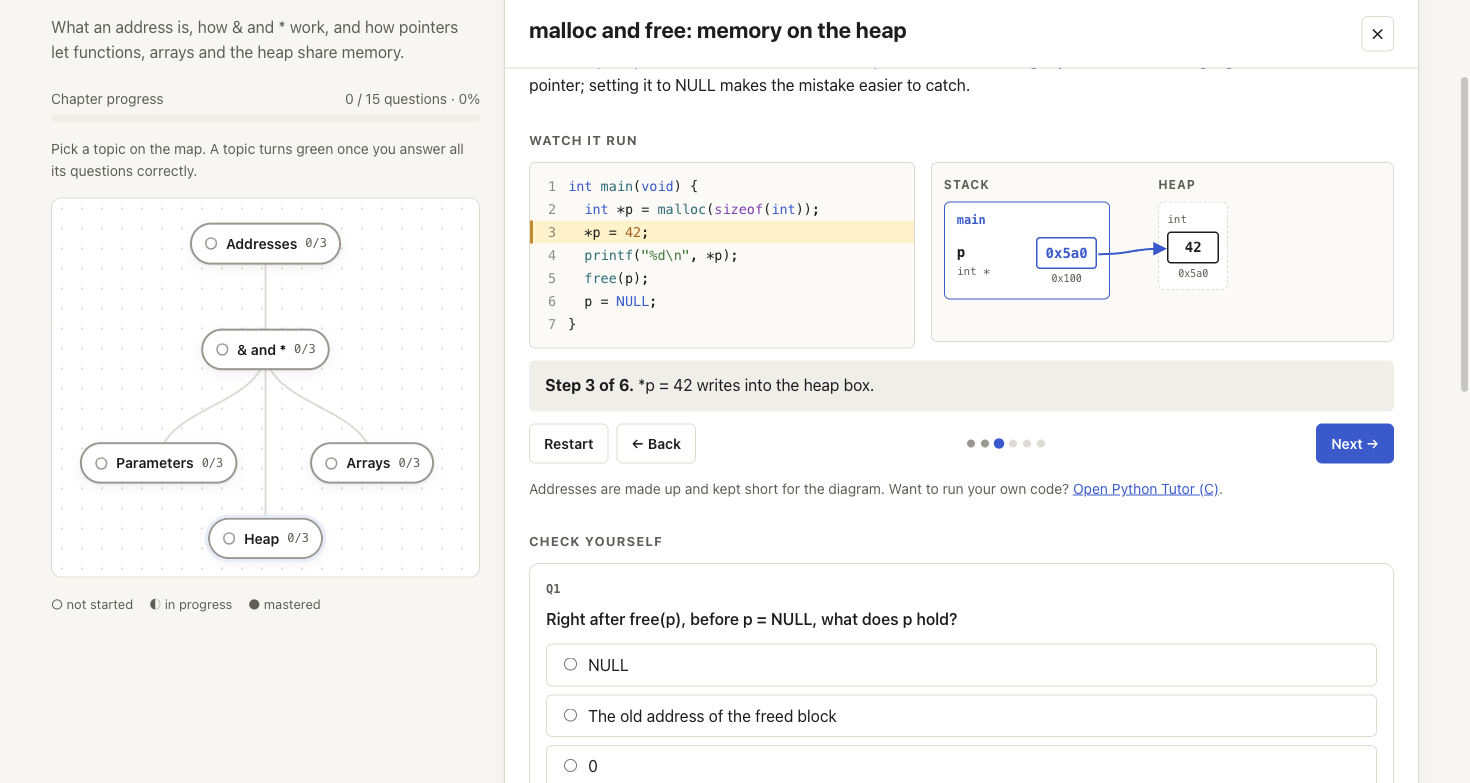 What an address is, how & and * work, and how pointers
let functions, arrays and the heap share memory.
Chapter progress
0 / 15 questions · 0%
Pick a topic on the map. A topic turns green once you answer all
its questions correctly.
Addresses 0/3
& and * 0/3
Parameters 0/3
Arrays 0/3
Heap 0/3
not started
in progress
mastered
malloc and free: memory on the heap
×
pointer; setting it to NULL makes the mistake easier to catch.
WATCH IT RUN
1 int main(void) {
2 int *p = malloc(sizeof(int));
3 *p = 42;
4 printf("%d\n", *p);
5 free(p);
6 p = NULL;
7 }
STACK
main
p
int *
0x5a0
0x100
HEAP
int
42
0x5a0
Step 3 of 6. *p = 42 writes into the heap box.
Restart
← Back
Next →
Addresses are made up and kept short for the diagram. Want to run your own code? Open Python Tutor (C).
CHECK YOURSELF
Q1
Right after free(p), before p = NULL, what does p hold?
NULL
The old address of the freed block
0